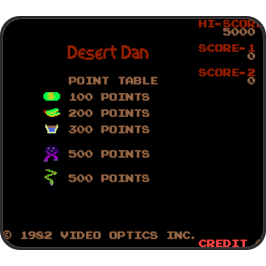 HI-SCORE
5000
Desert Dan
SCORE-1
0
SCORE-2
0
POINT TABLE
100 POINTS
200 POINTS
300 POINTS
500 POINTS
500 POINTS
© 1982 VIDEO OPTICS INC.
CREDIT